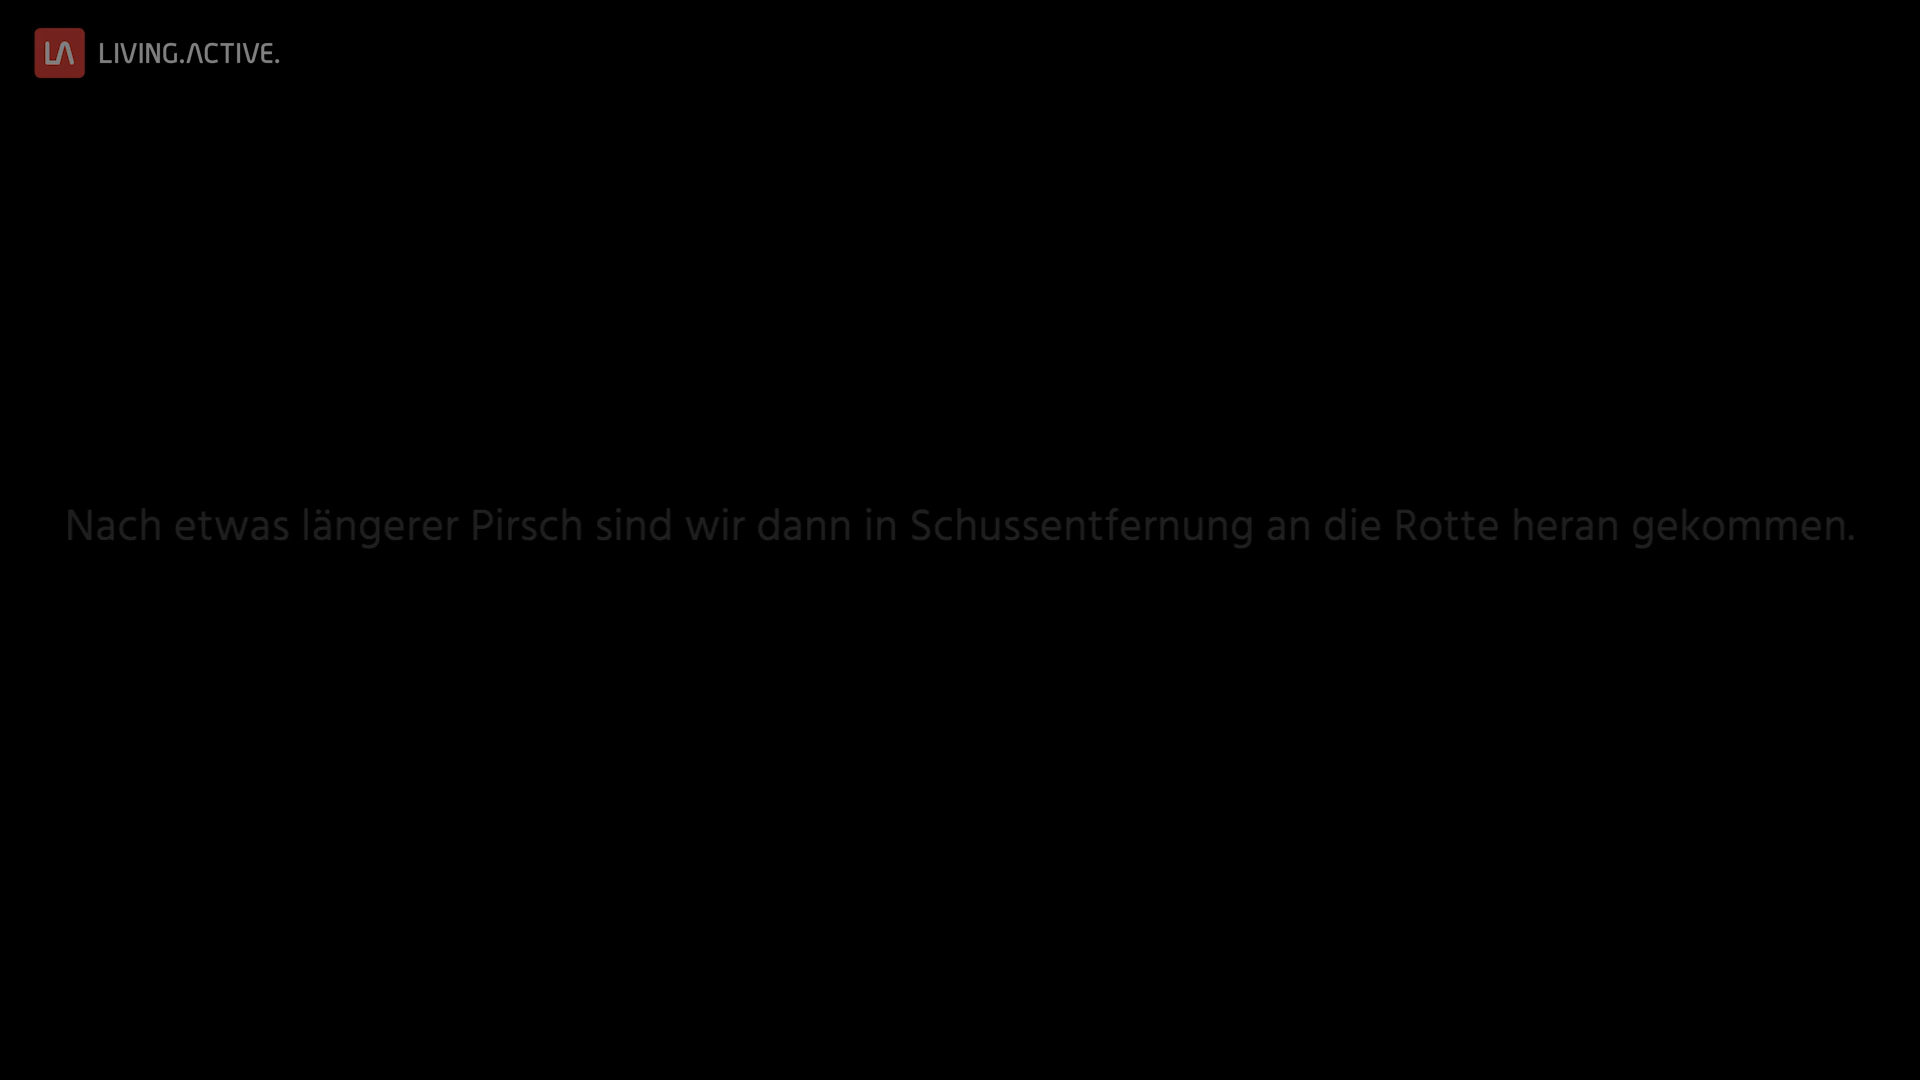 LA LIVING.ACTIVE.
Nach etwas längerer Pirsch sind wir dann in Schussentfernung an die Rotte heran gekommen.